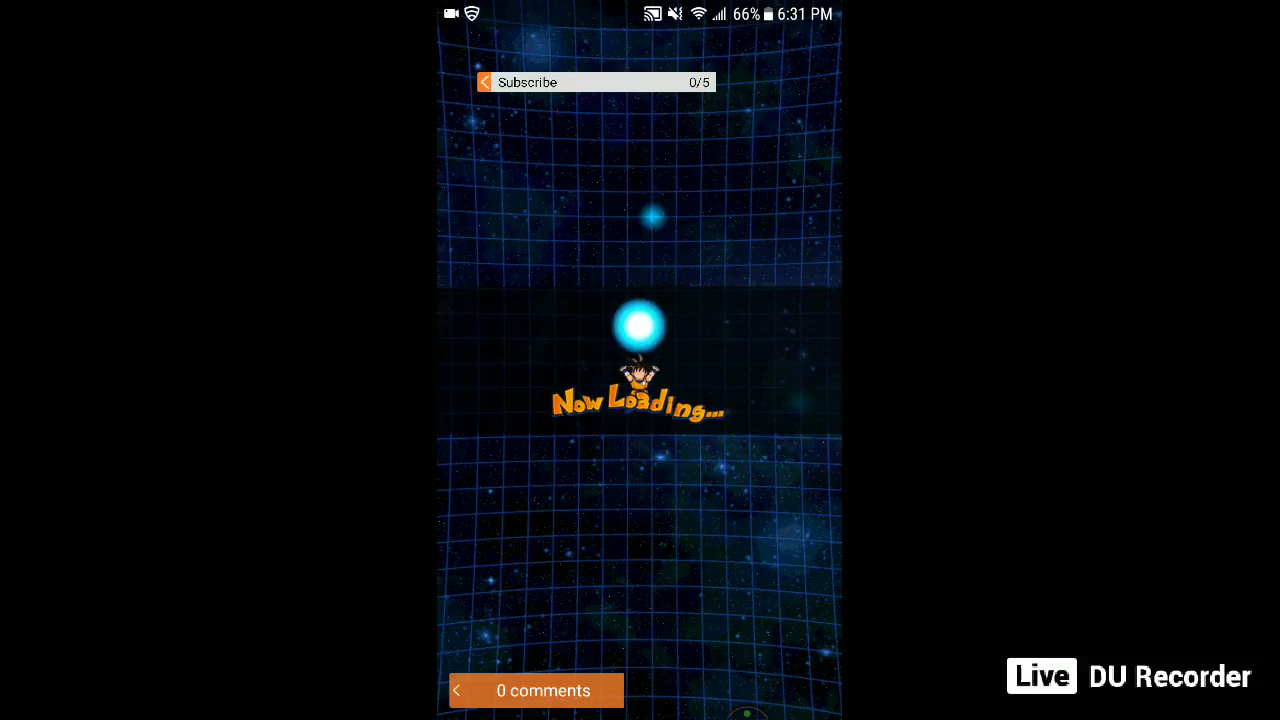 66% 6:31 PM
Subscribe 0/5
Now Loading...
0 comments
Live DU Recorder